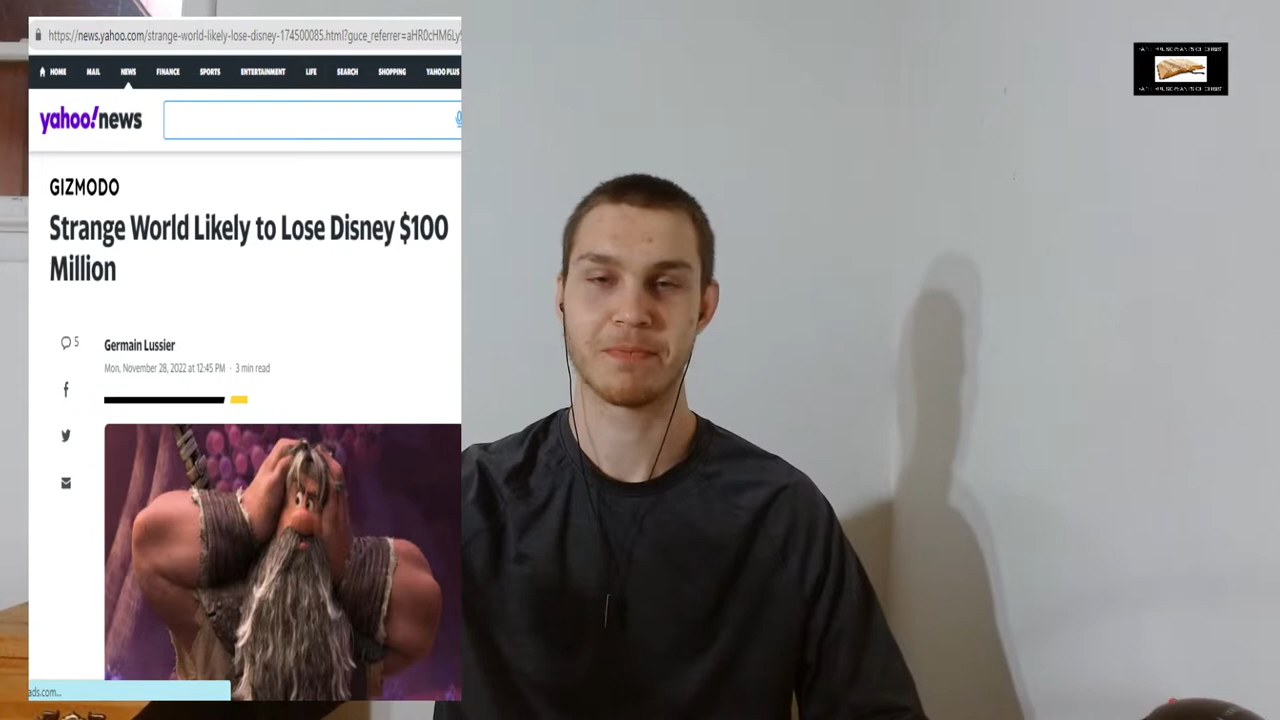 https://news.yahoo.com/strange-world-likely-lose-disney-174500085.html?guce_referrer=aHR0cHM6Ly
HOME MAIL NEWS FINANCE SPORTS ENTERTAINMENT LIFE SEARCH SHOPPING YAHOO PLUS
yahoo!news
GIZMODO
Strange World Likely to Lose Disney $100
Million
5
Germain Lussier
Mon, November 28, 2022 at 12:45 PM · 3 min read
ads.com...